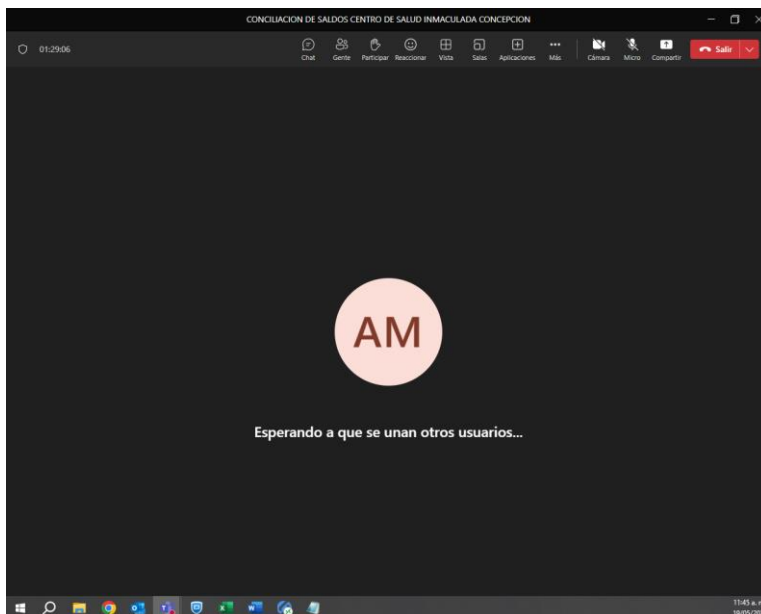 CONCILIACION DE SALDOS CENTRO DE SALUD INMACULADA CONCEPCION
01:29:06
Chat Gente Participar Reaccionar Vista Salas Aplicaciones Más Cámara Micro Compartir Salir
AM
Esperando a que se unan otros usuarios...
11:45 a.